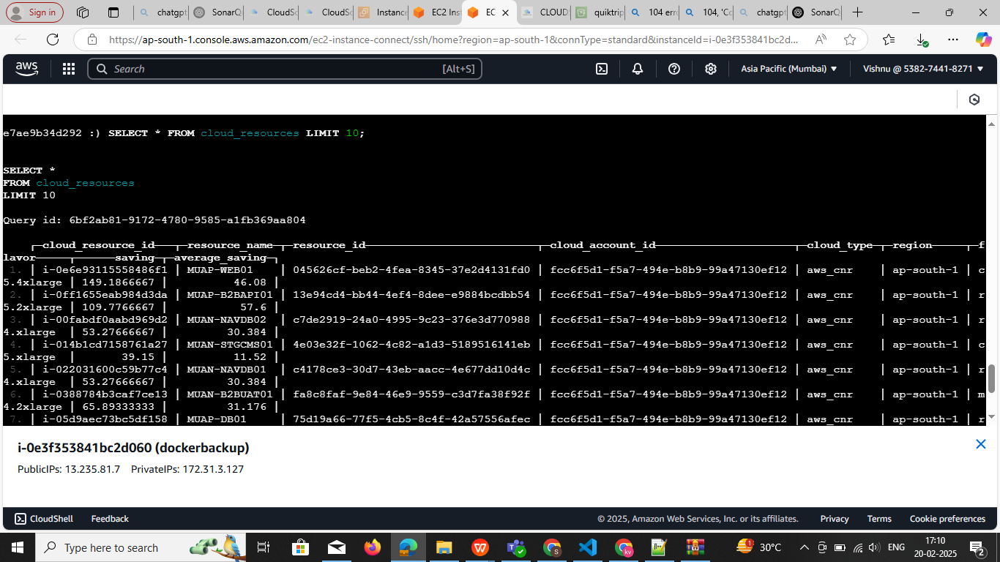 Sign in
chatgpt
SonarQ
CloudSc
CloudSc
Instance
EC2 Inst
EC
CLOUD
quiktrip
104 erro
104, 'Co
chatgpt
SonarQ
https://ap-south-1.console.aws.amazon.com/ec2-instance-connect/ssh/home?region=ap-south-1&connType=standard&instanceId=i-0e3f353841bc2d...
aws
Search [Alt+S]
Asia Pacific (Mumbai)
Vishnu @ 5382-7441-8271
e7ae9b34d292 :) SELECT * FROM cloud_resources LIMIT 10;
SELECT *
FROM cloud_resources
LIMIT 10
Query id: 6bf2ab81-9172-4780-9585-a1fb369aa804
cloud_resource_id resource_name resource_id cloud_account_id cloud_type region f
lavor saving average_saving
1. | i-0e6e93115558486f1 | MUAP-WEB01 | 045626cf-beb2-4fea-8345-37e2d4131fd0 | fcc6f5d1-f5a7-494e-b8b9-99a47130ef12 | aws_cnr | ap-south-1 | c
5.4xlarge | 149.1866667 | 46.08 |
2. | i-0ff1655eab984d3da | MUAP-B2BAPI01 | 13e94cd4-bb44-4ef4-8dee-e9884bcdbb54 | fcc6f5d1-f5a7-494e-b8b9-99a47130ef12 | aws_cnr | ap-south-1 | r
5.2xlarge | 109.7766667 | 57.6 |
3. | i-00fabdf0aabd969d2 | MUAN-NAVDB02 | c7de2919-24a0-4995-9c23-376e3d770988 | fcc6f5d1-f5a7-494e-b8b9-99a47130ef12 | aws_cnr | ap-south-1 | r
4.xlarge | 53.27666667 | 30.384 |
4. | i-014b1cd7158761a27 | MUAN-STGCMS01 | 4e03e32f-1062-4c82-a1d3-5189516141eb | fcc6f5d1-f5a7-494e-b8b9-99a47130ef12 | aws_cnr | ap-south-1 | c
5.xlarge | 39.15 | 11.52 |
5. | i-022031600c59b77c4 | MUAN-NAVDB01 | c4178ce3-30d7-43eb-aacc-4e677dd10d4c | fcc6f5d1-f5a7-494e-b8b9-99a47130ef12 | aws_cnr | ap-south-1 | r
4.xlarge | 53.27666667 | 30.384 |
6. | i-0388784b3caf7ce13 | MUAN-B2BUAT01 | fa8c8faf-9e84-46e9-9559-c3d7fa38f92f | fcc6f5d1-f5a7-494e-b8b9-99a47130ef12 | aws_cnr | ap-south-1 | m
4.2xlarge | 65.89333333 | 31.176 |
7. | i-05d9aec73bc5df158 | MUAP-DB01 | 75d19a66-77f5-4cb5-8c4f-42a57556afec | fcc6f5d1-f5a7-494e-b8b9-99a47130ef12 | aws_cnr | ap-south-1 | r
i-0e3f353841bc2d060 (dockerbackup)
PublicIPs: 13.235.81.7 PrivateIPs: 172.31.3.127
CloudShell Feedback © 2025, Amazon Web Services, Inc. or its affiliates. Privacy Terms Cookie preferences
Type here to search
30°C
ENG
17:10
20-02-2025
2